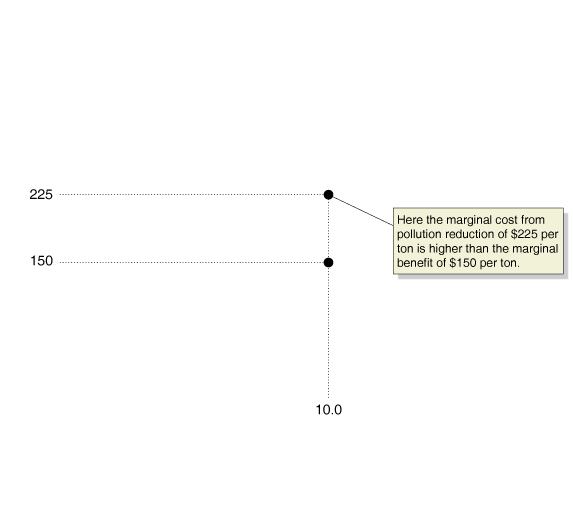 225
Here the marginal cost from
pollution reduction of $225 per
ton is higher than the marginal
benefit of $150 per ton.
150
10.0